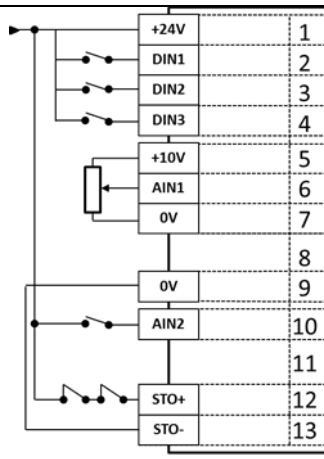 +24V 1
DIN1 2
DIN2 3
DIN3 4
+10V 5
AIN1 6
0V 7
8
0V 9
AIN2 10
11
STO+ 12
STO- 13